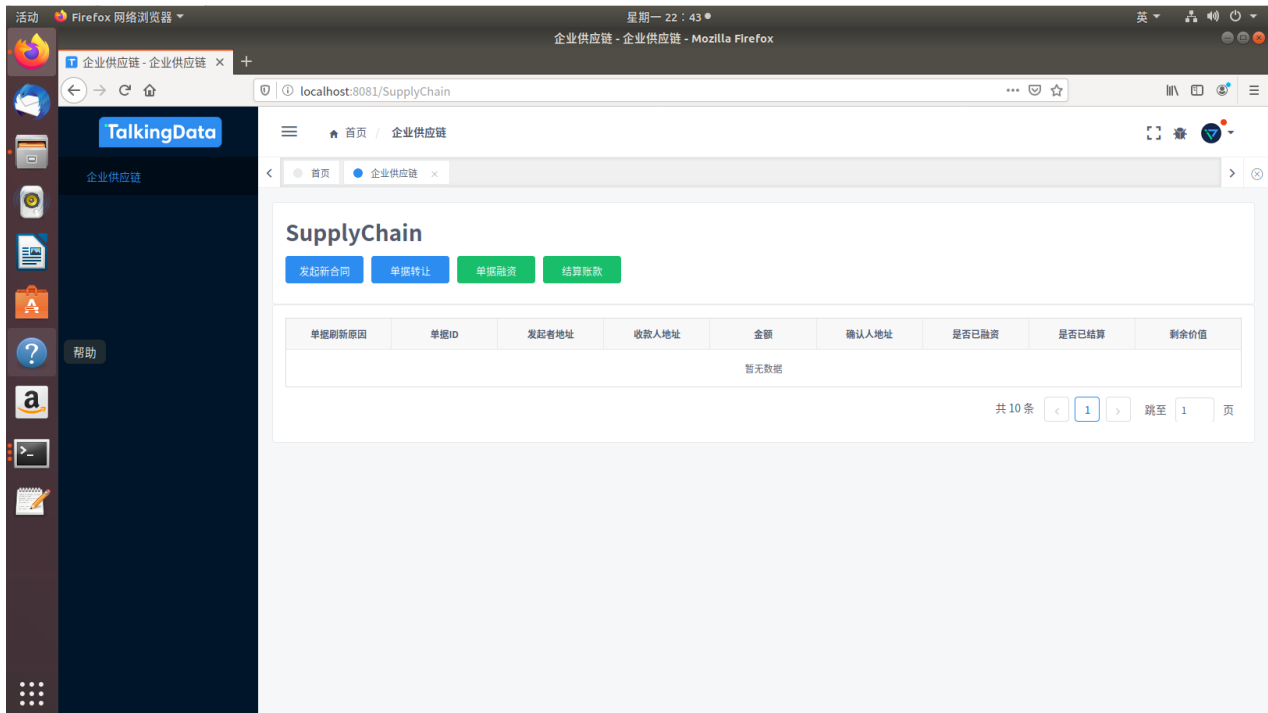 活动 Firefox 网络浏览器 星期一 22：43 英
企业供应链 - 企业供应链 - Mozilla Firefox
企业供应链 - 企业供应链
localhost:8081/SupplyChain
TalkingData
首页 / 企业供应链
企业供应链
首页 企业供应链
SupplyChain
发起新合同 单据转让 单据融资 结算账款
单据刷新原因 单据ID 发起者地址 收款人地址 金额 确认人地址 是否已融资 是否已结算 剩余价值
帮助
暂无数据
共 10 条 1 跳至 1 页